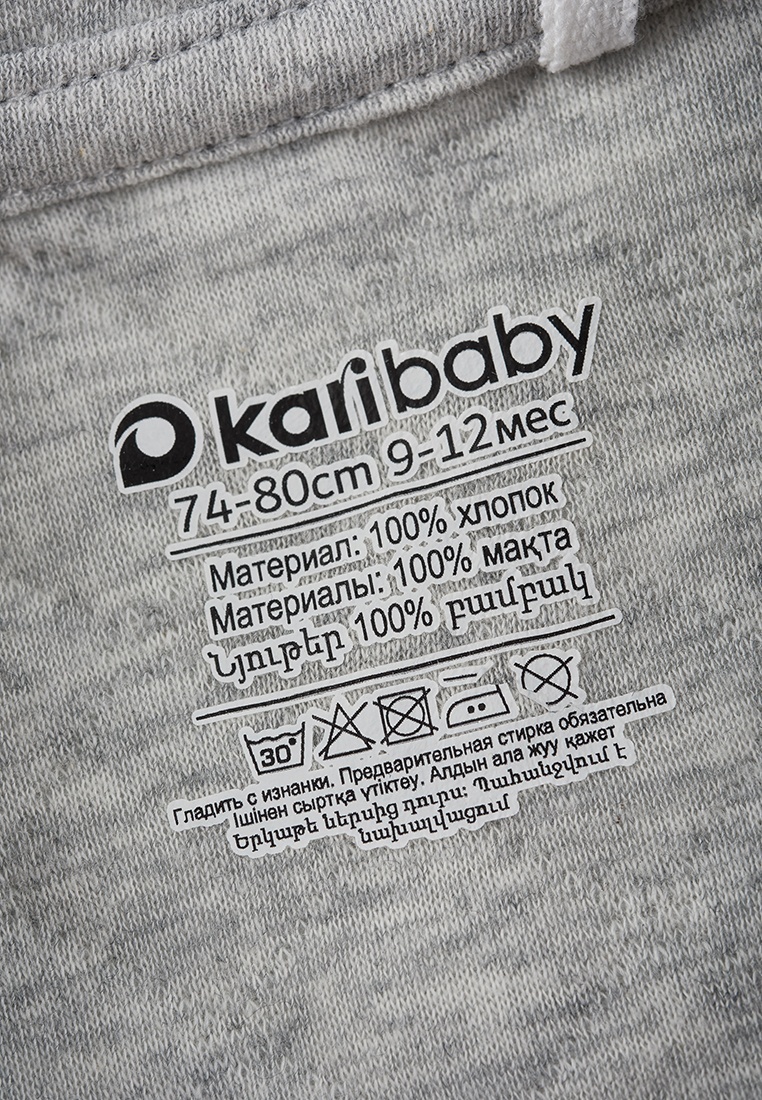 karibaby
74-80cm 9-12мес
Материал: 100% хлопок
Материалы: 100% мақта
Նյութեր 100% բամբակ
30°
Гладить с изнанки. Предварительная стирка обязательна
Ішінен сыртқа үтіктеу. Алдын ала жуу қажет
Երկաթե ներսից դուրս: Պահանջվում է
նախալվացում